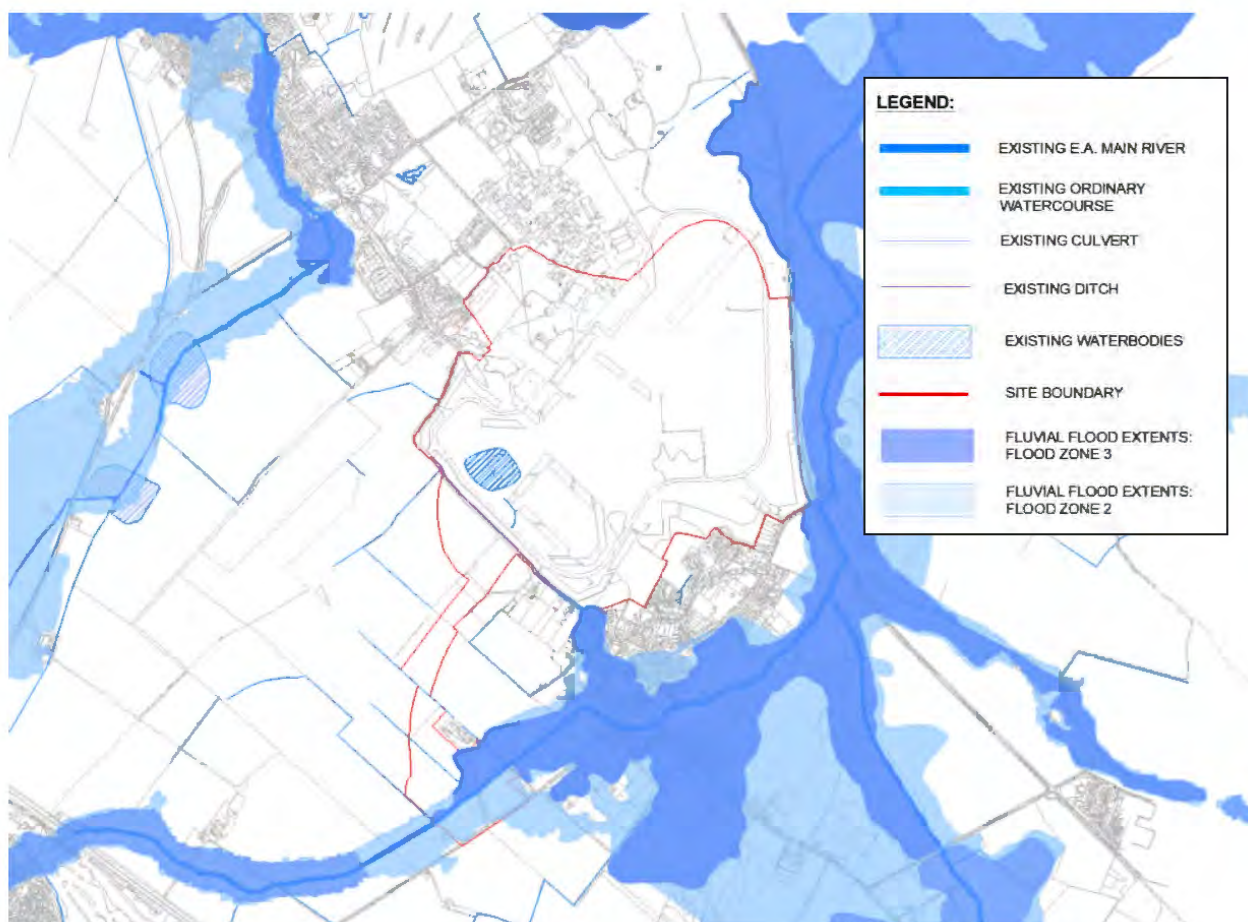 LEGEND:
EXISTING E.A. MAIN RIVER
EXISTING ORDINARY
WATERCOURSE
EXISTING CULVERT
EXISTING DITCH
EXISTING WATERBODIES
SITE BOUNDARY
FLUVIAL FLOOD EXTENTS:
FLOOD ZONE 3
FLUVIAL FLOOD EXTENTS:
FLOOD ZONE 2